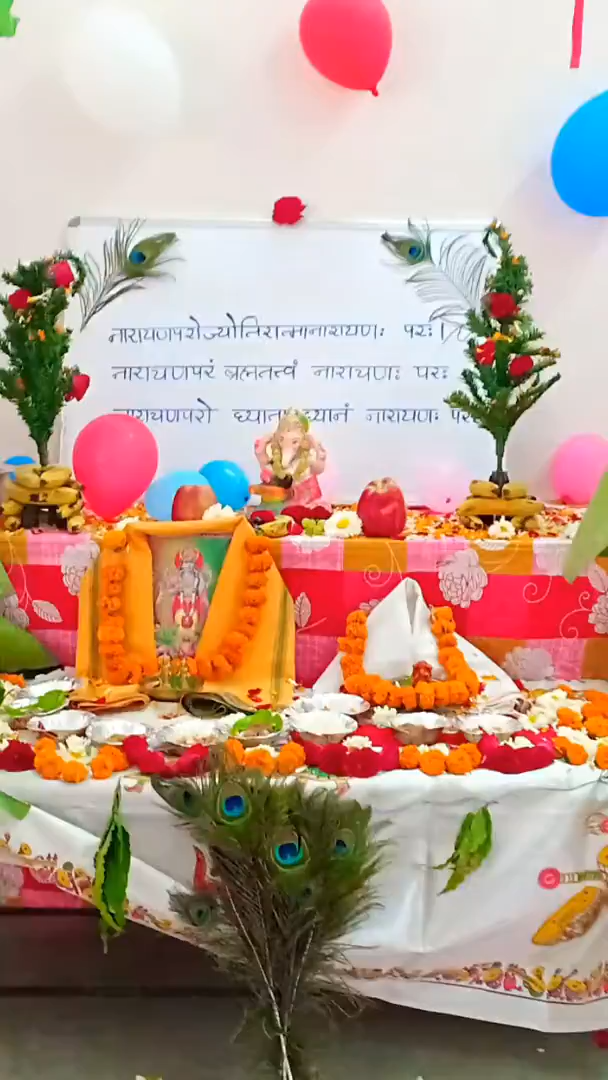 नारायणपरोज्योतिरात्मानारायणः परः।
नारायणपरं ब्रह्मतत्त्वं नारायणः परः
नारायणपरो ध्याता ध्यानं नारायणः